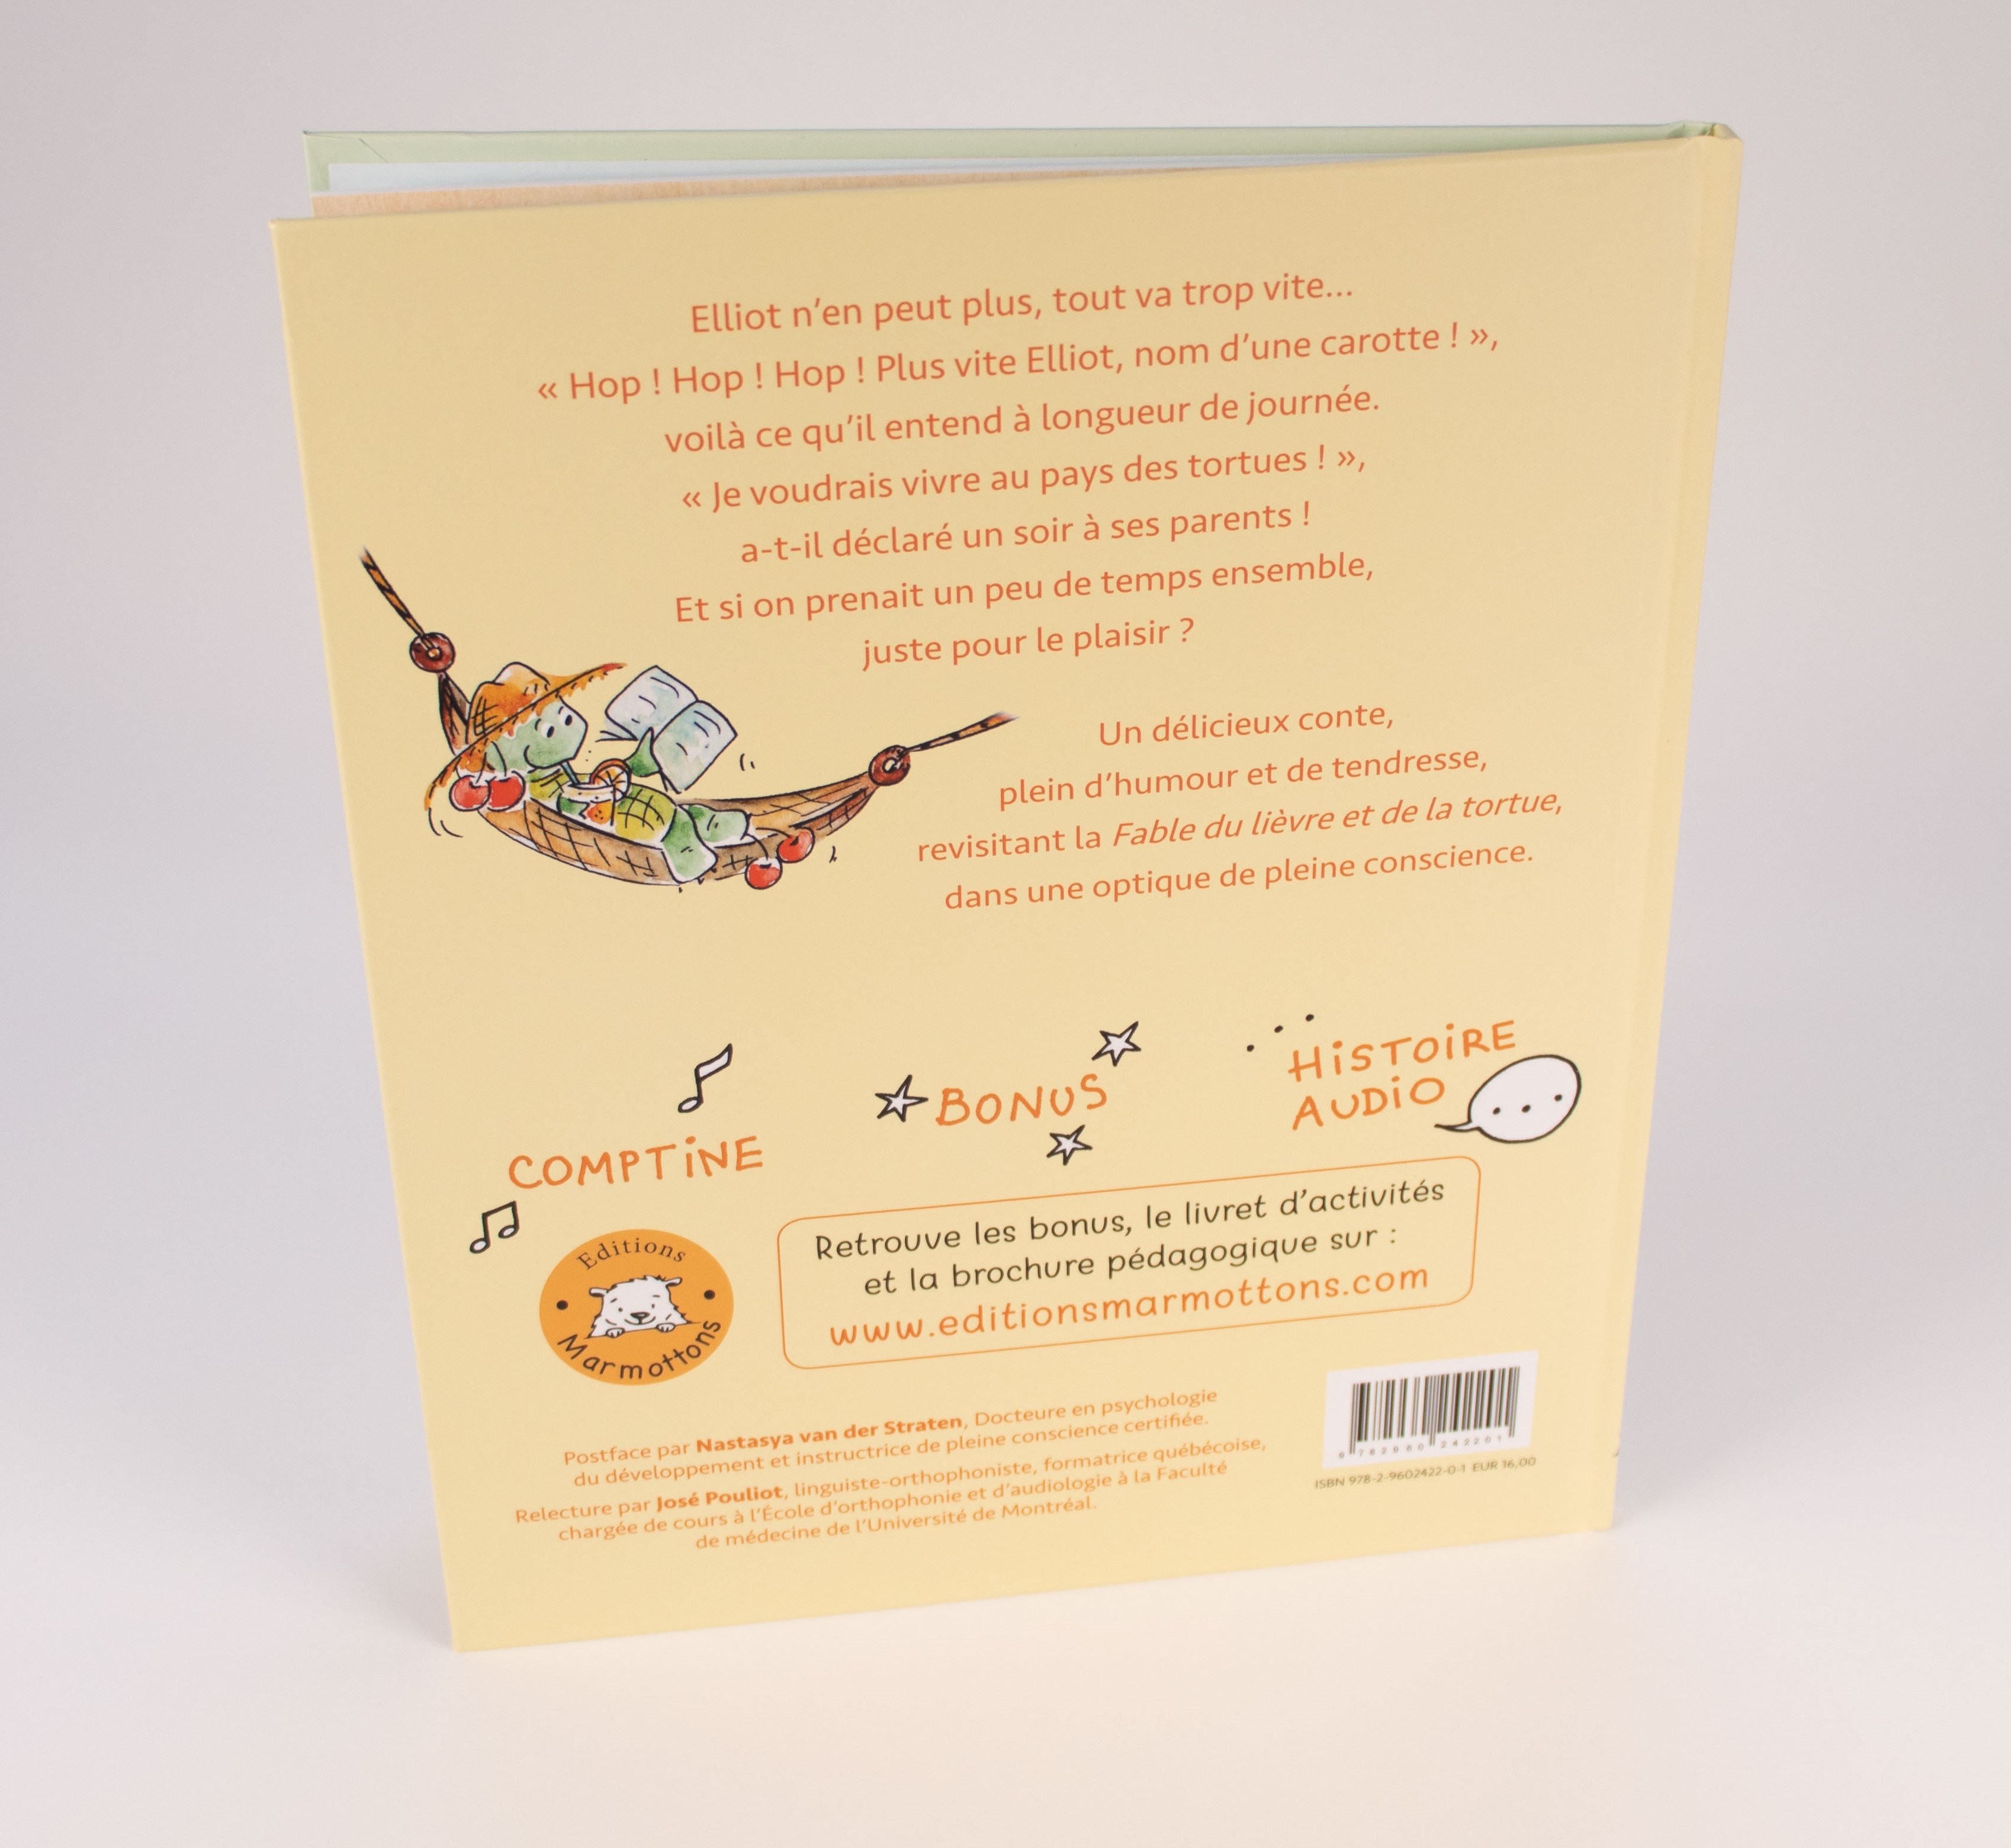 Elliot n'en peut plus, tout va trop vite...
« Hop ! Hop ! Hop ! Plus vite Elliot, nom d'une carotte ! »,
voilà ce qu'il entend à longueur de journée.
« Je voudrais vivre au pays des tortues ! »,
a-t-il déclaré un soir à ses parents !
Et si on prenait un peu de temps ensemble,
juste pour le plaisir ?
Un délicieux conte,
plein d'humour et de tendresse,
revisitant la Fable du lièvre et de la tortue,
dans une optique de pleine conscience.
COMPTINE
BONUS
HISTOIRE
AUDIO
Editions
Marmottons
Retrouve les bonus, le livret d'activités
et la brochure pédagogique sur :
www.editionsmarmottons.com
Postface par Nastasya van der Straten, Docteure en psychologie
du développement et instructrice de pleine conscience certifiée.
Relecture par José Pouliot, linguiste-orthophoniste, formatrice québécoise,
chargée de cours à l'École d'orthophonie et d'audiologie à la Faculté
de médecine de l'Université de Montréal.
9 782960 242201
ISBN 978-2-9602422-0-1 EUR 16,00